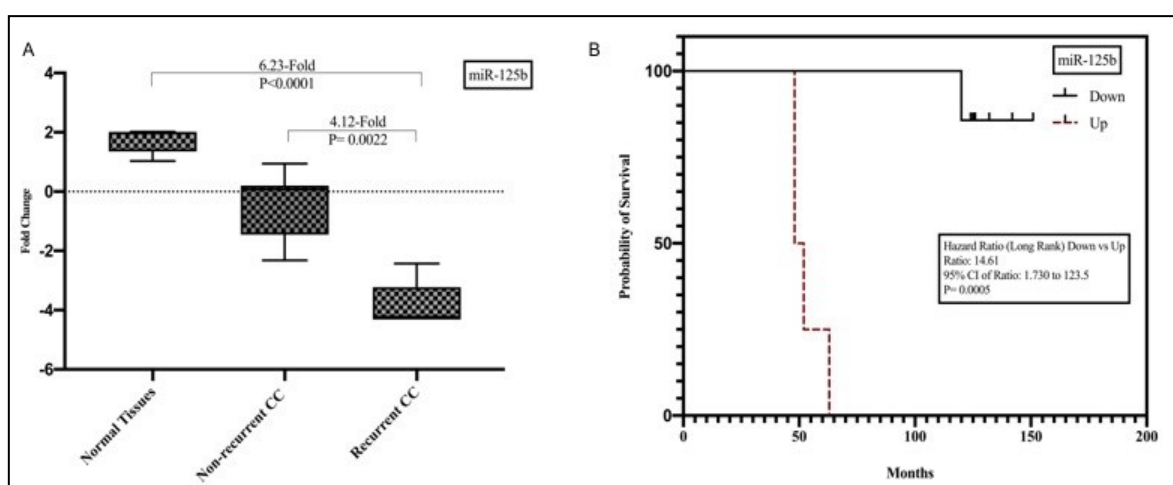 A
miR-125b
6.23-Fold
P<0.0001
4.12-Fold
P= 0.0022
Fold Change
4
2
0
-2
-4
-6
Normal Tissues
Non-recurrent CC
Recurrent CC
B
miR-125b
Down
Up
Probability of Survival
100
50
0
Hazard Ratio (Long Rank) Down vs Up
Ratio: 14.61
95% CI of Ratio: 1.730 to 123.5
P= 0.0005
0
50
100
150
200
Months